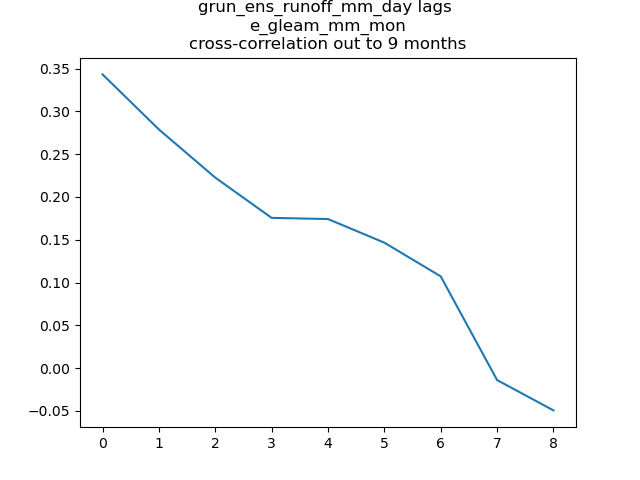 grun_ens_runoff_mm_day lags
e_gleam_mm_mon
cross-correlation out to 9 months
0.35
0.30
0.25
0.20
0.15
0.10
0.05
0.00
−0.05
0 1 2 3 4 5 6 7 8